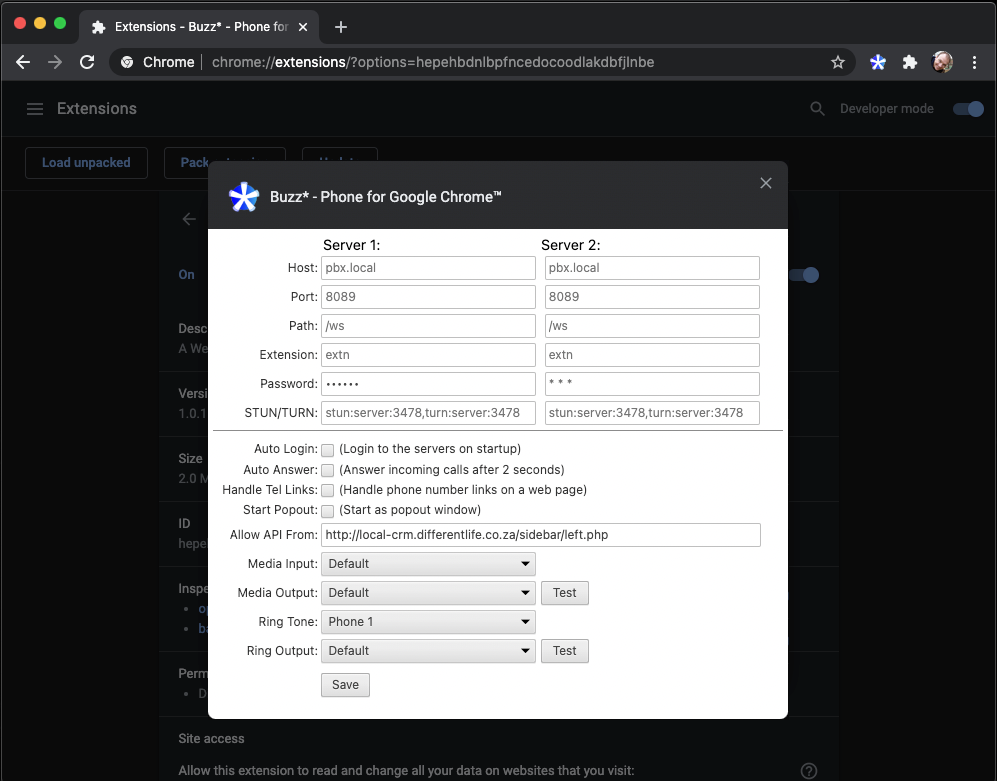 Extensions - Buzz* - Phone for
Chrome | chrome://extensions/?options=hepehbdnlbpfncedocoodlakdbfjlnbe
Extensions
Developer mode
Load unpacked
Pack
Buzz* - Phone for Google Chrome™
On
Server 1: Server 2:
Host: pbx.local pbx.local
Port: 8089 8089
Path: /ws /ws
Extension: extn extn
Password: •••••• * * *
STUN/TURN: stun:server:3478,turn:server:3478 stun:server:3478,turn:server:3478
Auto Login: (Login to the servers on startup)
Auto Answer: (Answer incoming calls after 2 seconds)
Handle Tel Links: (Handle phone number links on a web page)
Start Popout: (Start as popout window)
Allow API From: http://local-crm.differentlife.co.za/sidebar/left.php
Media Input: Default
Media Output: Default Test
Ring Tone: Phone 1
Ring Output: Default Test
Save
Descr
A We
Versi
1.0.1
Size
2.0 M
ID
hepe
Inspe
Perm
Site access
Allow this extension to read and change all your data on websites that you visit: